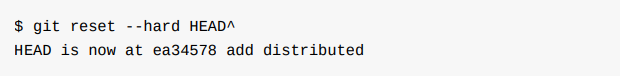 $ git reset --hard HEAD^
HEAD is now at ea34578 add distributed